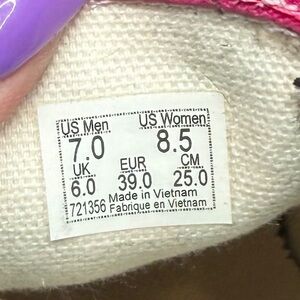 US Men US Women
7.0 8.5
UK EUR CM
6.0 39.0 25.0
Made in Vietnam
721356 Fabrique en Vietnam